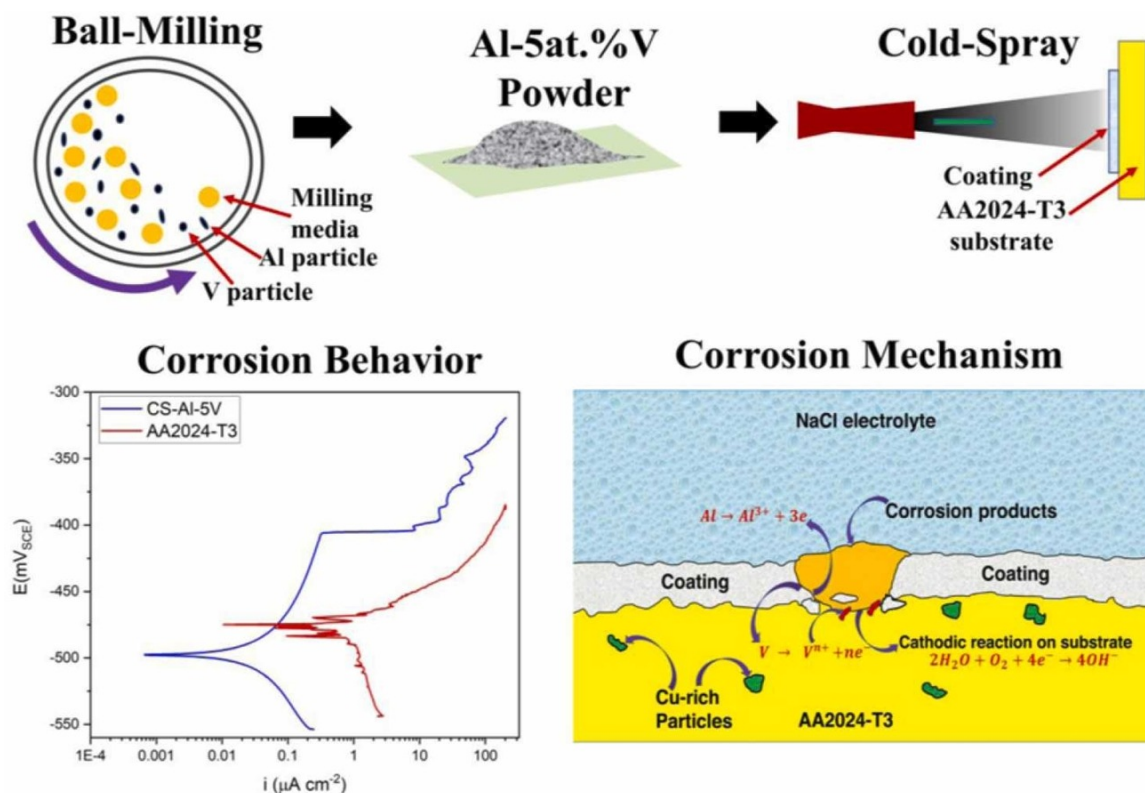 Ball-Milling
Al-5at.%V
Powder
Cold-Spray
Milling
media
Al particle
V particle
Coating
AA2024-T3
substrate
Corrosion Behavior
Corrosion Mechanism
-300
-350
-400
-450
-500
-550
E(mV_SCE)
CS-Al-5V
AA2024-T3
1E-4
0.001
0.01
0.1
1
10
100
i (μA cm⁻²)
NaCl electrolyte
Al → Al³⁺ + 3e
Corrosion products
Coating
Coating
V → Vⁿ⁺ +ne⁻
Cathodic reaction on substrate
2H₂O + O₂ + 4e⁻ → 4OH⁻
Cu-rich
Particles
AA2024-T3